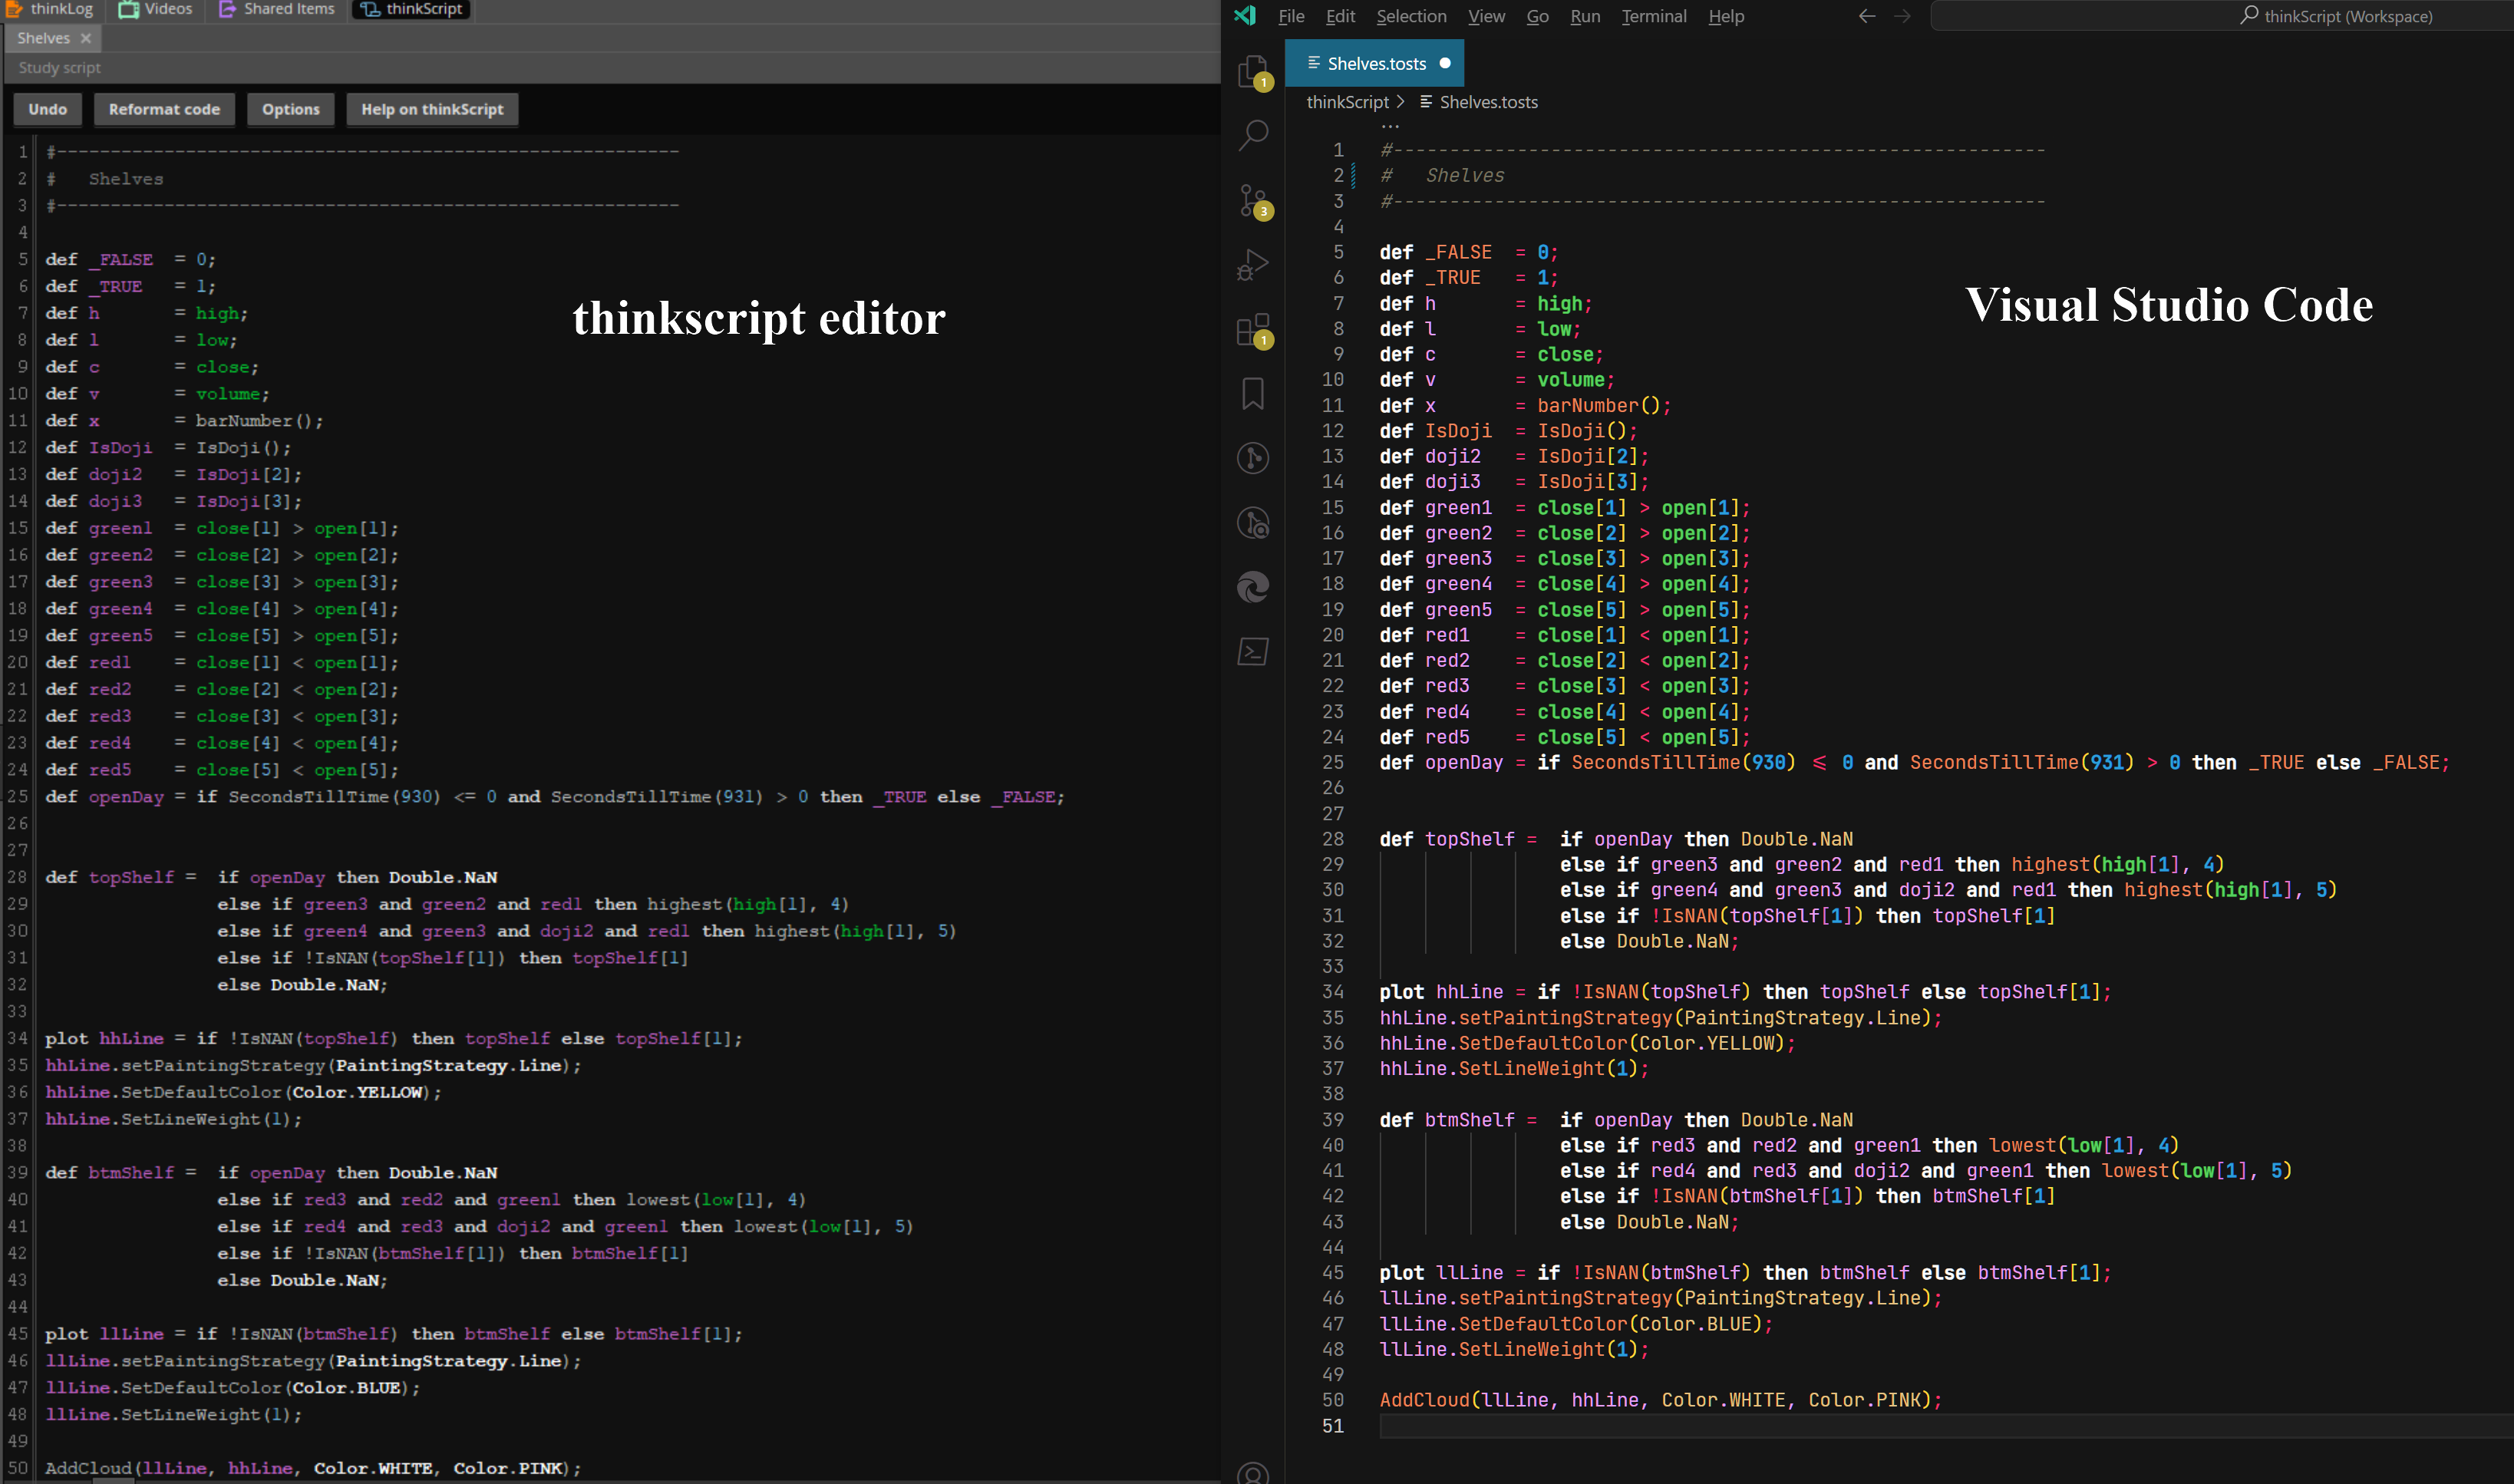 thinkLog Videos Shared Items thinkScript
Shelves ×
Study script
Undo Reformat code Options Help on thinkScript
1 #----------------------------------------------------------
2 #   Shelves
3 #----------------------------------------------------------
4
5 def _FALSE  = 0;
6 def _TRUE   = 1;
7 def h       = high;
8 def l       = low;
9 def c       = close;
10 def v       = volume;
11 def x       = barNumber();
12 def IsDoji  = IsDoji();
13 def doji2   = IsDoji[2];
14 def doji3   = IsDoji[3];
15 def green1  = close[1] > open[1];
16 def green2  = close[2] > open[2];
17 def green3  = close[3] > open[3];
18 def green4  = close[4] > open[4];
19 def green5  = close[5] > open[5];
20 def red1    = close[1] < open[1];
21 def red2    = close[2] < open[2];
22 def red3    = close[3] < open[3];
23 def red4    = close[4] < open[4];
24 def red5    = close[5] < open[5];
25 def openDay = if SecondsTillTime(930) <= 0 and SecondsTillTime(931) > 0 then _TRUE else _FALSE;
26
27
28 def topShelf =  if openDay then Double.NaN
29                 else if green3 and green2 and red1 then highest(high[1], 4)
30                 else if green4 and green3 and doji2 and red1 then highest(high[1], 5)
31                 else if !IsNAN(topShelf[1]) then topShelf[1]
32                 else Double.NaN;
33
34 plot hhLine = if !IsNAN(topShelf) then topShelf else topShelf[1];
35 hhLine.setPaintingStrategy(PaintingStrategy.Line);
36 hhLine.SetDefaultColor(Color.YELLOW);
37 hhLine.SetLineWeight(1);
38
39 def btmShelf =  if openDay then Double.NaN
40                 else if red3 and red2 and green1 then lowest(low[1], 4)
41                 else if red4 and red3 and doji2 and green1 then lowest(low[1], 5)
42                 else if !IsNAN(btmShelf[1]) then btmShelf[1]
43                 else Double.NaN;
44
45 plot llLine = if !IsNAN(btmShelf) then btmShelf else btmShelf[1];
46 llLine.setPaintingStrategy(PaintingStrategy.Line);
47 llLine.SetDefaultColor(Color.BLUE);
48 llLine.SetLineWeight(1);
49
50 AddCloud(llLine, hhLine, Color.WHITE, Color.PINK);
thinkscript editor
File Edit Selection View Go Run Terminal Help thinkScript (Workspace)
Shelves.tosts
thinkScript > Shelves.tosts
...
1
3
1
1 #----------------------------------------------------------
2 #   Shelves
3 #----------------------------------------------------------
4
5 def _FALSE  = 0;
6 def _TRUE   = 1;
7 def h       = high;
8 def l       = low;
9 def c       = close;
10 def v       = volume;
11 def x       = barNumber();
12 def IsDoji  = IsDoji();
13 def doji2   = IsDoji[2];
14 def doji3   = IsDoji[3];
15 def green1  = close[1] > open[1];
16 def green2  = close[2] > open[2];
17 def green3  = close[3] > open[3];
18 def green4  = close[4] > open[4];
19 def green5  = close[5] > open[5];
20 def red1    = close[1] < open[1];
21 def red2    = close[2] < open[2];
22 def red3    = close[3] < open[3];
23 def red4    = close[4] < open[4];
24 def red5    = close[5] < open[5];
25 def openDay = if SecondsTillTime(930) ⩽ 0 and SecondsTillTime(931) > 0 then _TRUE else _FALSE;
26
27
28 def topShelf =  if openDay then Double.NaN
29                 else if green3 and green2 and red1 then highest(high[1], 4)
30                 else if green4 and green3 and doji2 and red1 then highest(high[1], 5)
31                 else if !IsNAN(topShelf[1]) then topShelf[1]
32                 else Double.NaN;
33
34 plot hhLine = if !IsNAN(topShelf) then topShelf else topShelf[1];
35 hhLine.setPaintingStrategy(PaintingStrategy.Line);
36 hhLine.SetDefaultColor(Color.YELLOW);
37 hhLine.SetLineWeight(1);
38
39 def btmShelf =  if openDay then Double.NaN
40                 else if red3 and red2 and green1 then lowest(low[1], 4)
41                 else if red4 and red3 and doji2 and green1 then lowest(low[1], 5)
42                 else if !IsNAN(btmShelf[1]) then btmShelf[1]
43                 else Double.NaN;
44
45 plot llLine = if !IsNAN(btmShelf) then btmShelf else btmShelf[1];
46 llLine.setPaintingStrategy(PaintingStrategy.Line);
47 llLine.SetDefaultColor(Color.BLUE);
48 llLine.SetLineWeight(1);
49
50 AddCloud(llLine, hhLine, Color.WHITE, Color.PINK);
51
Visual Studio Code